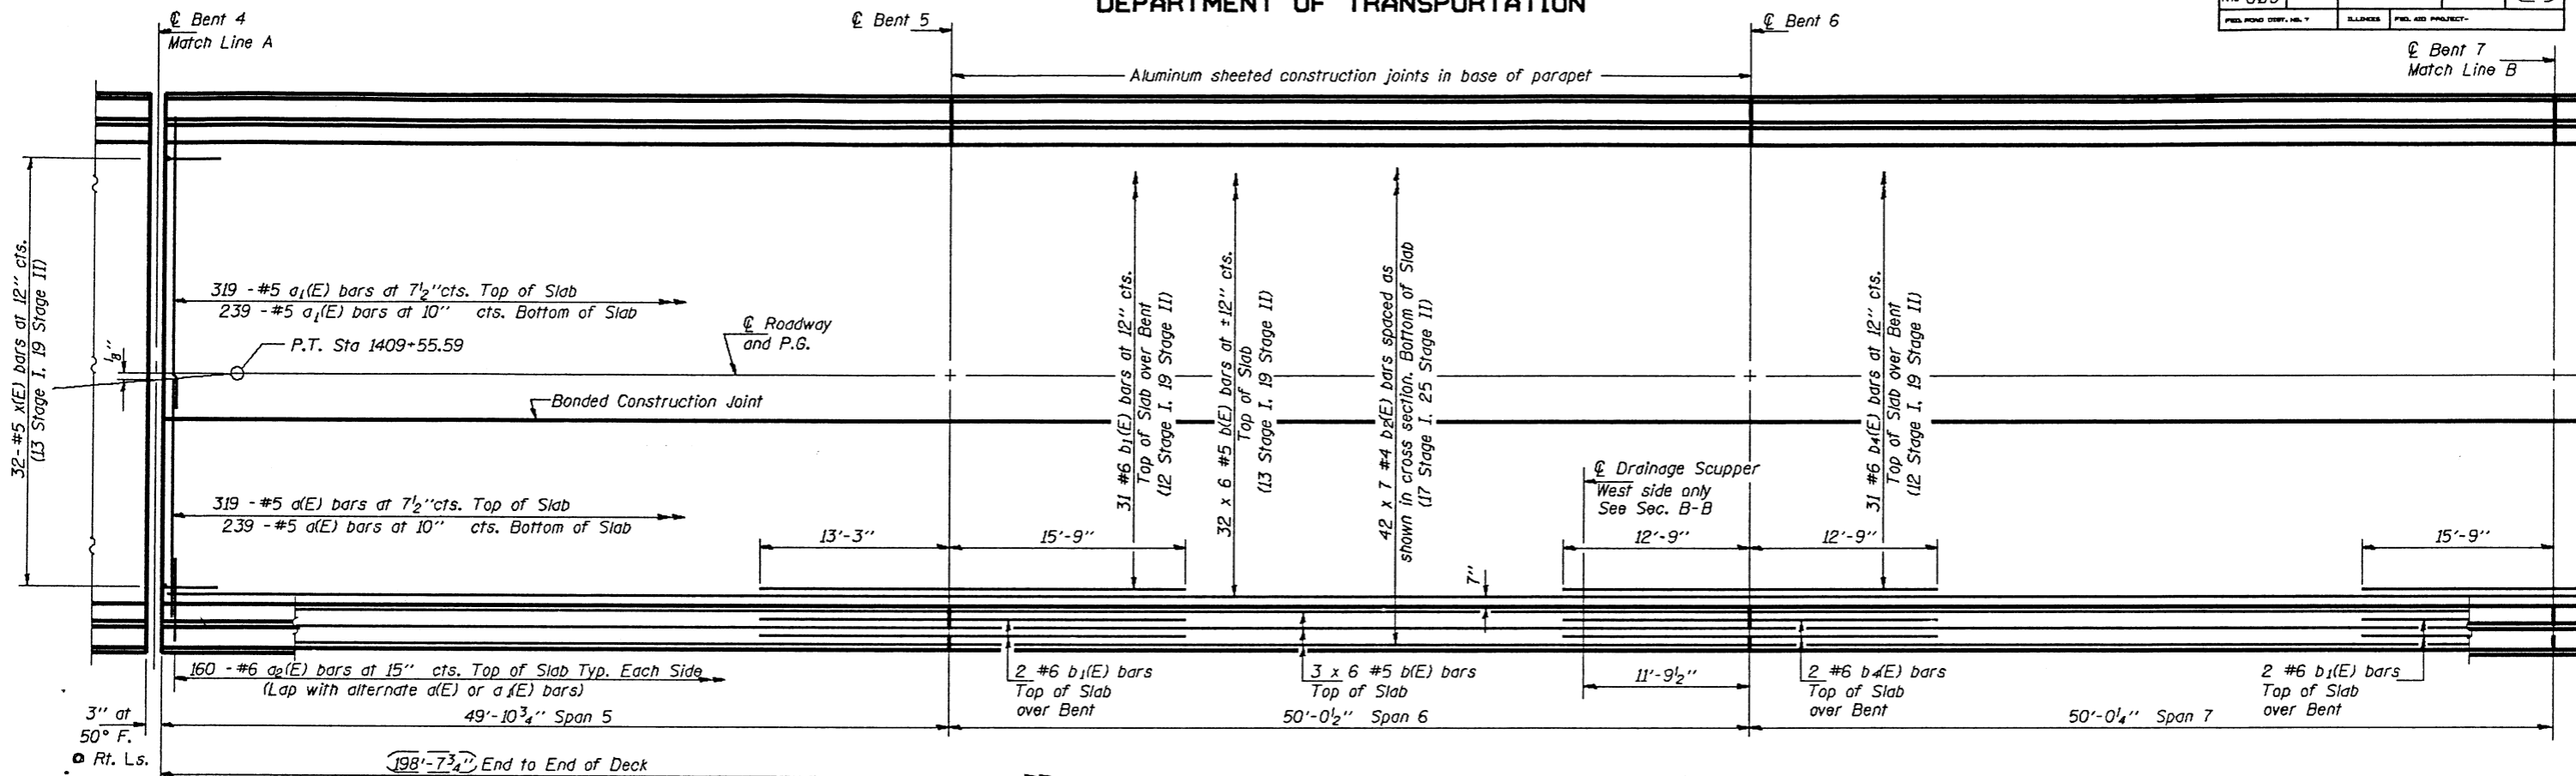 DEPARTMENT OF TRANSPORTATION
FED. ROAD DIST. NO. 7 ILLINOIS FED. AID PROJECT-
℄ Bent 4
Match Line A
℄ Bent 5
℄ Bent 6
℄ Bent 7
Match Line B
Aluminum sheeted construction joints in base of parapet
32-#5 x(E) bars at 12" cts.
(13 Stage I, 19 Stage II)
319 -#5 a₁(E) bars at 7½"cts. Top of Slab
239 -#5 a₁(E) bars at 10" cts. Bottom of Slab
⅛"
P.T. Sta 1409+55.59
℄ Roadway
and P.G.
Bonded Construction Joint
31 #6 b₁(E) bars at 12" cts.
Top of Slab over Bent
(12 Stage I, 19 Stage II)
32 x 6 #5 b(E) bars at ±12" cts.
Top of Slab
(13 Stage I, 19 Stage II)
42 x 7 #4 b₂(E) bars spaced as
shown in cross section. Bottom of Slab
(17 Stage I, 25 Stage II)
31 #6 b₄(E) bars at 12" cts.
Top of Slab over Bent
(12 Stage I, 19 Stage II)
℄ Drainage Scupper
West side only
See Sec. B-B
319 -#5 a(E) bars at 7½"cts. Top of Slab
239 -#5 a(E) bars at 10" cts. Bottom of Slab
13'-3"
15'-9"
12'-9"
12'-9"
15'-9"
7"
160 -#6 a₂(E) bars at 15" cts. Top of Slab Typ. Each Side
(Lap with alternate a(E) or a₁(E) bars)
2 #6 b₁(E) bars
Top of Slab
over Bent
3 x 6 #5 b(E) bars
Top of Slab
11'-9½"
2 #6 b₄(E) bars
Top of Slab
over Bent
2 #6 b₁(E) bars
Top of Slab
over Bent
3" at
50° F.
@ Rt. Ls.
49'-10¾" Span 5
50'-0½" Span 6
50'-0¼" Span 7
198'-7¾" End to End of Deck